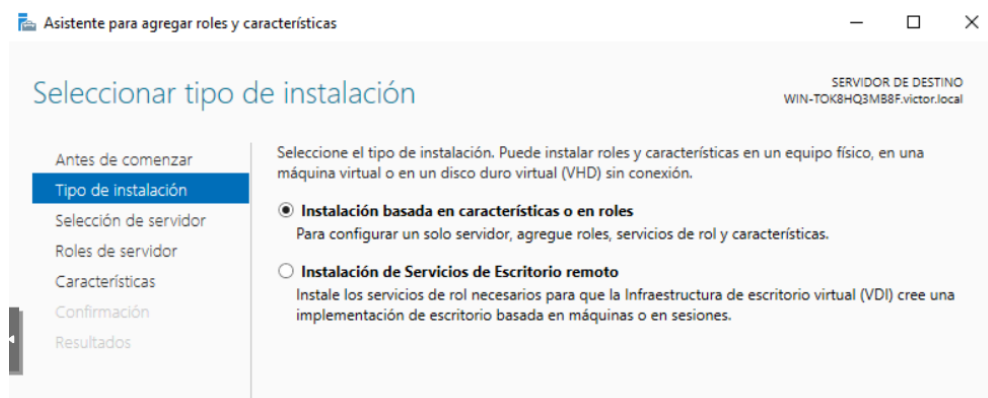 Asistente para agregar roles y características
Seleccionar tipo de instalación
SERVIDOR DE DESTINO
WIN-TOK8HQ3MB8F.victor.local
Antes de comenzar
Tipo de instalación
Selección de servidor
Roles de servidor
Características
Confirmación
Resultados
Seleccione el tipo de instalación. Puede instalar roles y características en un equipo físico, en una
máquina virtual o en un disco duro virtual (VHD) sin conexión.
Instalación basada en características o en roles
Para configurar un solo servidor, agregue roles, servicios de rol y características.
Instalación de Servicios de Escritorio remoto
Instale los servicios de rol necesarios para que la Infraestructura de escritorio virtual (VDI) cree una
implementación de escritorio basada en máquinas o en sesiones.